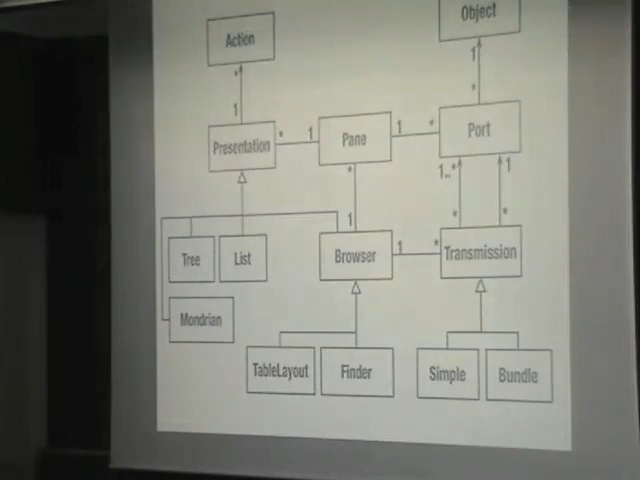 Object
Action
1
*
*
1
Port
Presentation
*
1
Pane
1
*
*
1..*
1
1
*
*
Tree
List
Browser
1
*
Transmission
Mondrian
TableLayout
Finder
Simple
Bundle